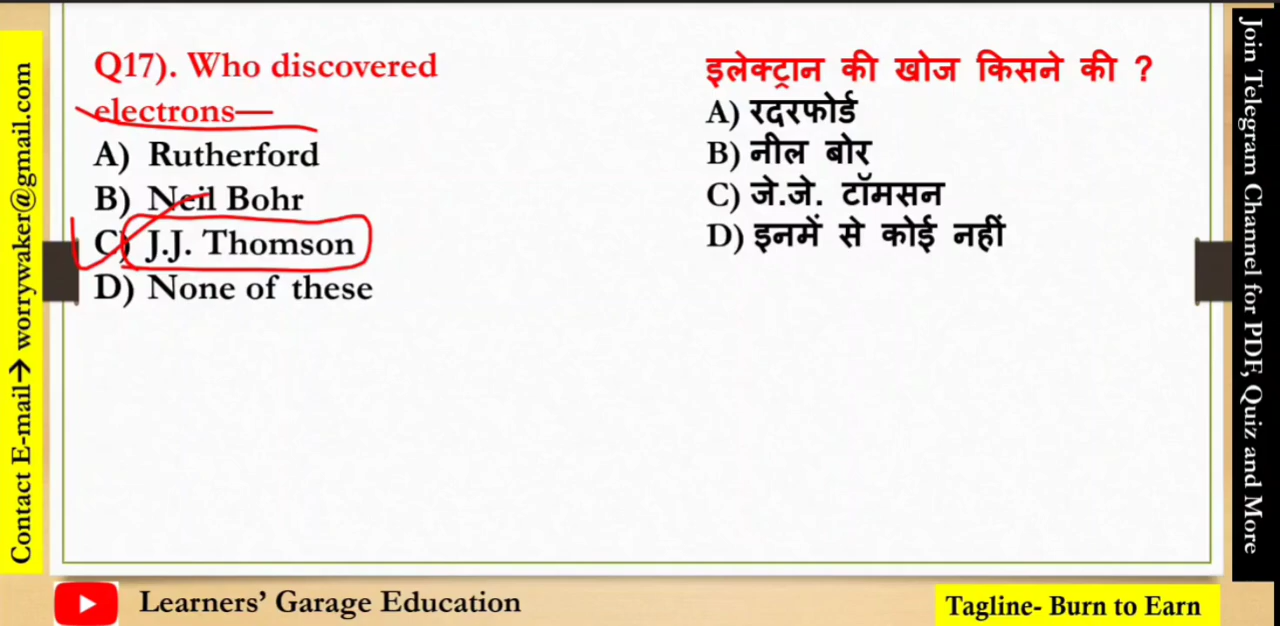 Q17). Who discovered
electrons—
A) Rutherford
B) Neil Bohr
C) J.J. Thomson
D) None of these
इलेक्ट्रान की खोज किसने की ?
A) रदरफोर्ड
B) नील बोर
C) जे.जे. टॉमसन
D) इनमें से कोई नहीं
Contact E-mail→ worrywaker@gmail.com
Join Telegram Channel for PDF, Quiz and More
Learners’ Garage Education
Tagline- Burn to Earn